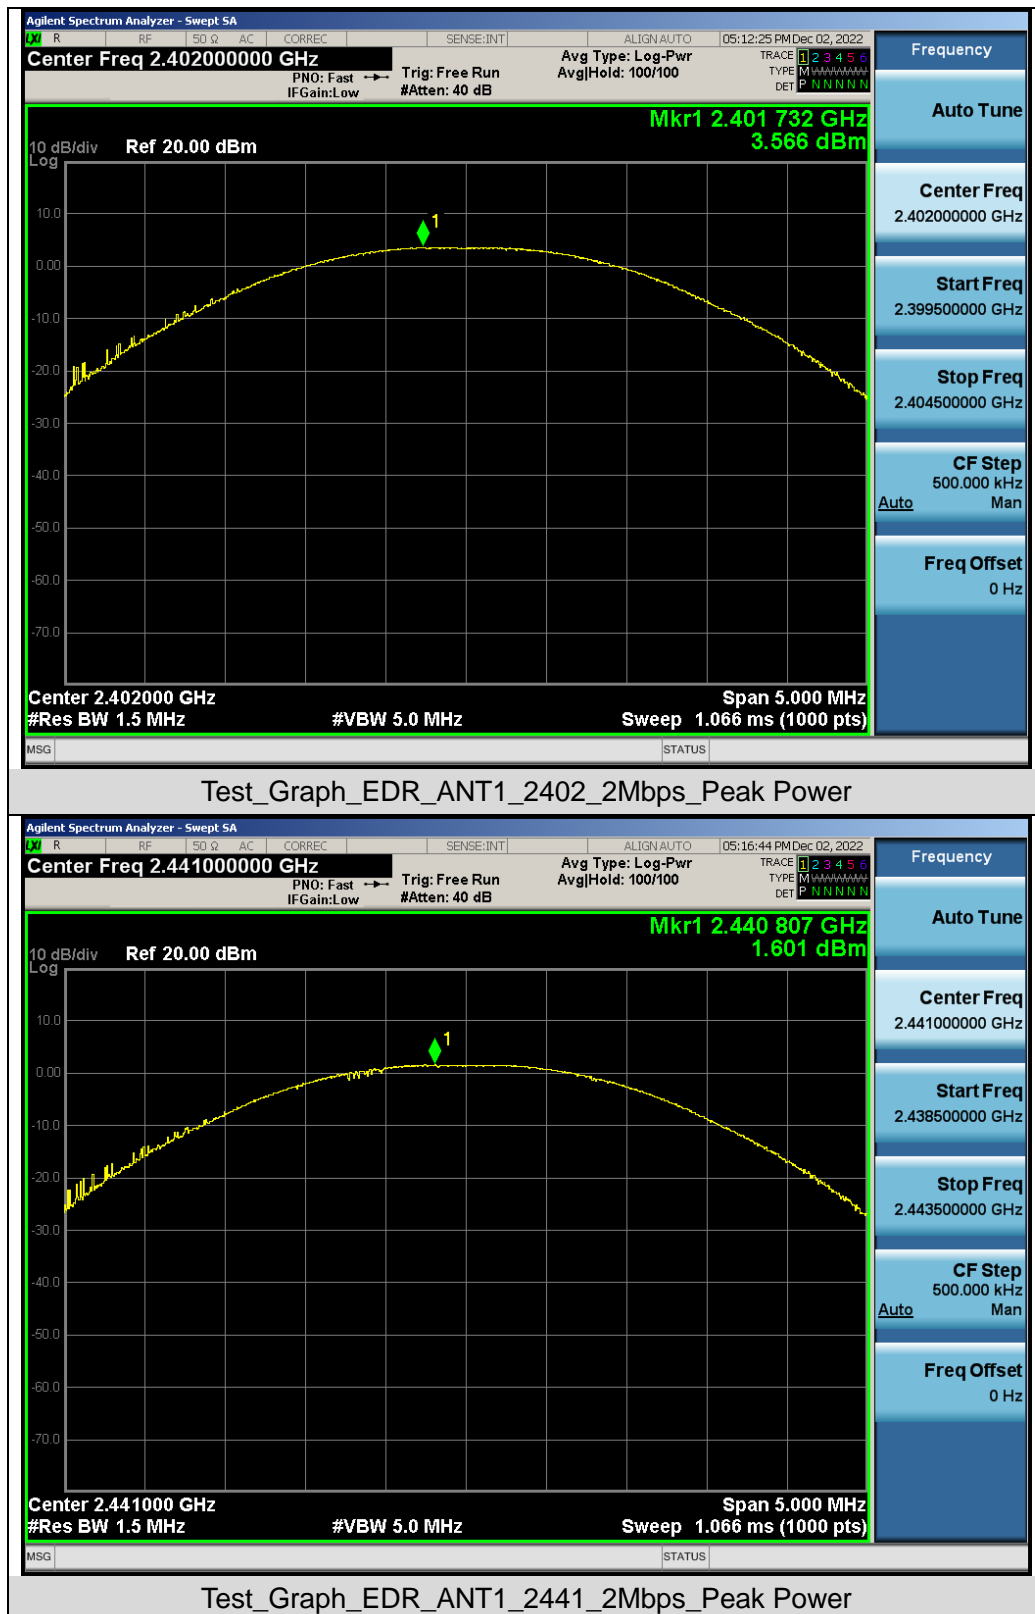 Agilent Spectrum Analyzer - Swept SA
LXI R RF 50 Ω AC CORREC SENSE:INT ALIGN AUTO 05:12:25 PM Dec 02, 2022
Center Freq 2.402000000 GHz
PNO: Fast
IFGain:Low
Trig: Free Run
#Atten: 40 dB
Avg Type: Log-Pwr
Avg|Hold: 100/100
TRACE 1 2 3 4 5 6
TYPE M
DET P N N N N N
Frequency
Mkr1 2.401 732 GHz
3.566 dBm
10 dB/div Ref 20.00 dBm
Log
10.0
0.00
-10.0
-20.0
-30.0
-40.0
-50.0
-60.0
-70.0
1
Center 2.402000 GHz
Span 5.000 MHz
#Res BW 1.5 MHz #VBW 5.0 MHz Sweep 1.066 ms (1000 pts)
MSG STATUS
Auto Tune
Center Freq
2.402000000 GHz
Start Freq
2.399500000 GHz
Stop Freq
2.404500000 GHz
CF Step
500.000 kHz
Auto Man
Freq Offset
0 Hz
Test_Graph_EDR_ANT1_2402_2Mbps_Peak Power
Agilent Spectrum Analyzer - Swept SA
LXI R RF 50 Ω AC CORREC SENSE:INT ALIGN AUTO 05:16:44 PM Dec 02, 2022
Center Freq 2.441000000 GHz
PNO: Fast
IFGain:Low
Trig: Free Run
#Atten: 40 dB
Avg Type: Log-Pwr
Avg|Hold: 100/100
TRACE 1 2 3 4 5 6
TYPE M
DET P N N N N N
Frequency
Mkr1 2.440 807 GHz
1.601 dBm
10 dB/div Ref 20.00 dBm
Log
10.0
0.00
-10.0
-20.0
-30.0
-40.0
-50.0
-60.0
-70.0
1
Center 2.441000 GHz
Span 5.000 MHz
#Res BW 1.5 MHz #VBW 5.0 MHz Sweep 1.066 ms (1000 pts)
MSG STATUS
Auto Tune
Center Freq
2.441000000 GHz
Start Freq
2.438500000 GHz
Stop Freq
2.443500000 GHz
CF Step
500.000 kHz
Auto Man
Freq Offset
0 Hz
Test_Graph_EDR_ANT1_2441_2Mbps_Peak Power